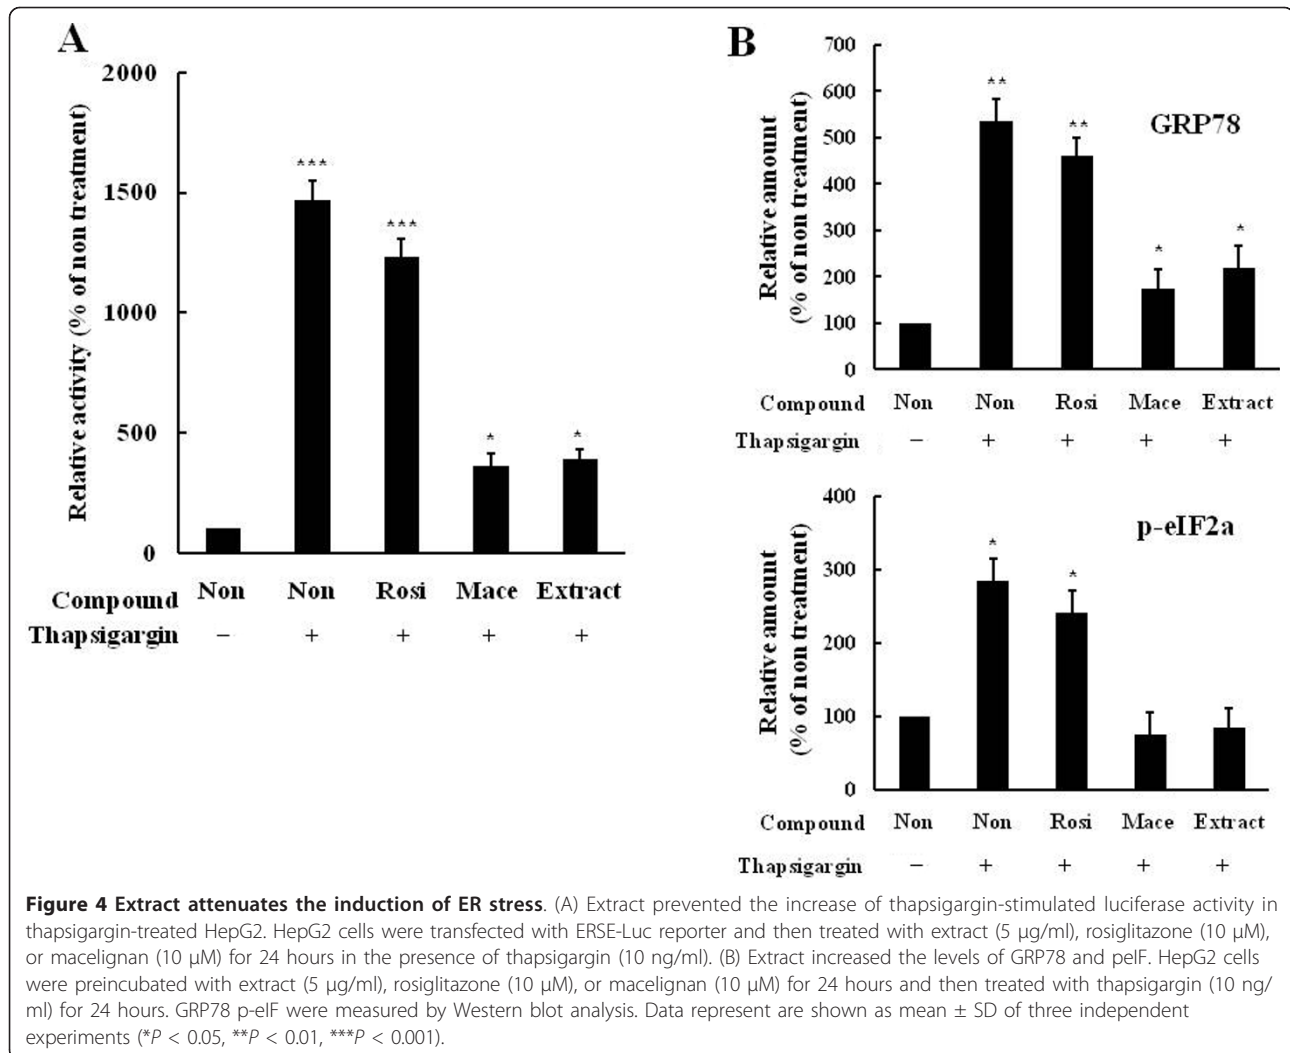 A
2000
1500
1000
500
0
Relative activity (% of non treatment)
***
***
*
*
Compound Non Non Rosi Mace Extract
Thapsigargin – + + + +
B
700
600
500
400
300
200
100
0
Relative amount
(% of non treatment)
GRP78
**
**
*
*
Compound Non Non Rosi Mace Extract
Thapsigargin – + + + +
400
300
200
100
0
Relative amount
(% of non treatment)
p-eIF2a
*
*
Compound Non Non Rosi Mace Extract
Thapsigargin – + + + +
Figure 4 Extract attenuates the induction of ER stress. (A) Extract prevented the increase of thapsigargin-stimulated luciferase activity in
thapsigargin-treated HepG2. HepG2 cells were transfected with ERSE-Luc reporter and then treated with extract (5 μg/ml), rosiglitazone (10 μM),
or macelignan (10 μM) for 24 hours in the presence of thapsigargin (10 ng/ml). (B) Extract increased the levels of GRP78 and peIF. HepG2 cells
were preincubated with extract (5 μg/ml), rosiglitazone (10 μM), or macelignan (10 μM) for 24 hours and then treated with thapsigargin (10 ng/
ml) for 24 hours. GRP78 p-eIF were measured by Western blot analysis. Data represent are shown as mean ± SD of three independent
experiments (*P < 0.05, **P < 0.01, ***P < 0.001).